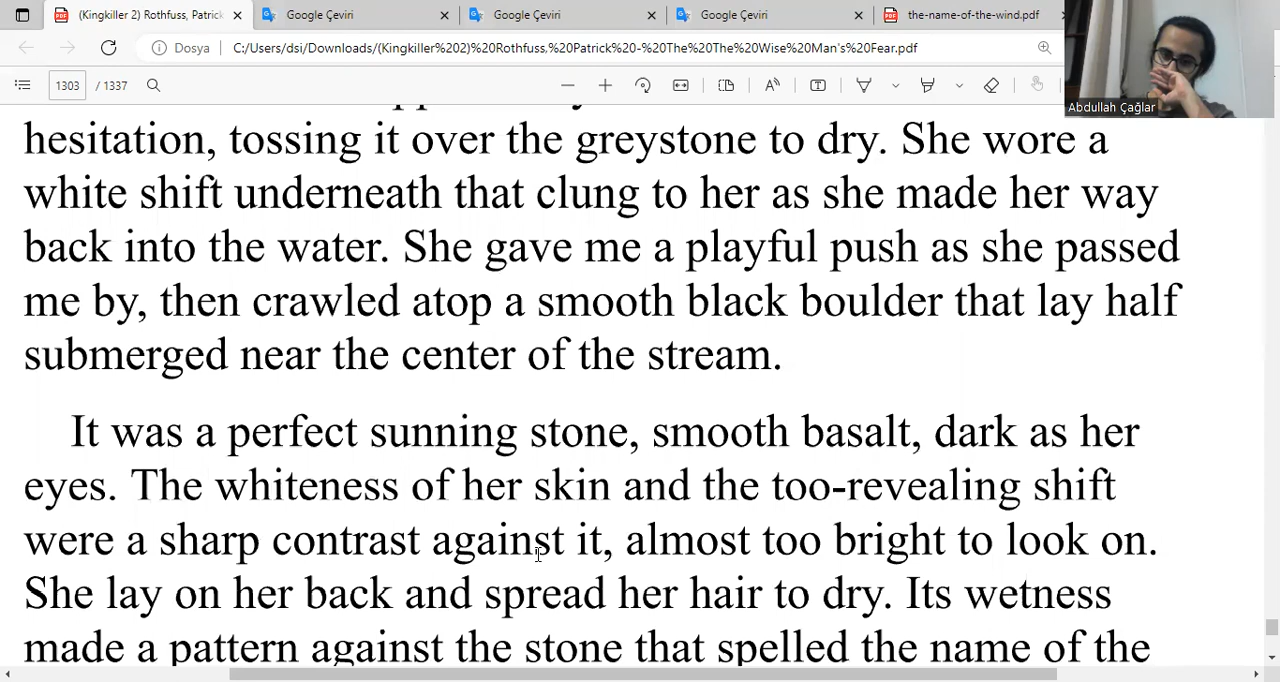 (Kingkiller 2) Rothfuss, Patrick
Google Çeviri
Google Çeviri
Google Çeviri
the-name-of-the-wind.pdf
Dosya
C:/Users/dsi/Downloads/(Kingkiller%202)%20Rothfuss,%20Patrick%20-%20The%20The%20Wise%20Man's%20Fear.pdf
1303 / 1337
Abdullah Çağlar
hesitation, tossing it over the greystone to dry. She wore a
white shift underneath that clung to her as she made her way
back into the water. She gave me a playful push as she passed
me by, then crawled atop a smooth black boulder that lay half
submerged near the center of the stream.
It was a perfect sunning stone, smooth basalt, dark as her
eyes. The whiteness of her skin and the too-revealing shift
were a sharp contrast against it, almost too bright to look on.
She lay on her back and spread her hair to dry. Its wetness
made a pattern against the stone that spelled the name of the